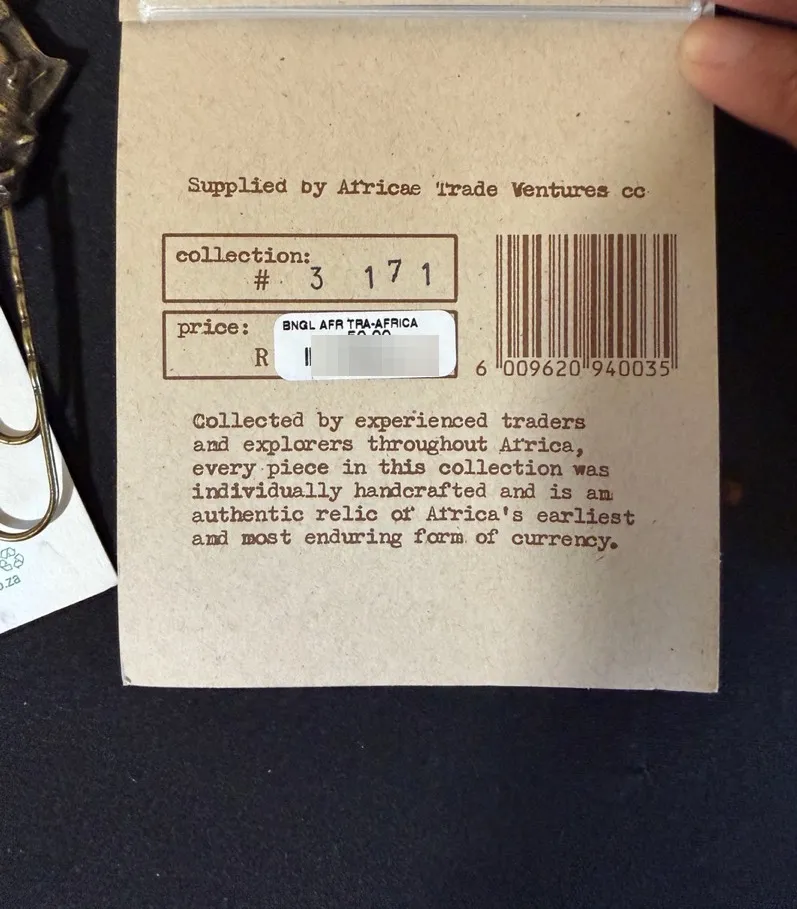 Supplied by Africae Trade Ventures cc
collection:
# 3 171
price:
R
BNGL AFR TRA-AFRICA
6 009620 940035
Collected by experienced traders
and explorers throughout Africa,
every piece in this collection was
individually handcrafted and is an
authentic relic of Africa's earliest
and most enduring form of currency.
.za